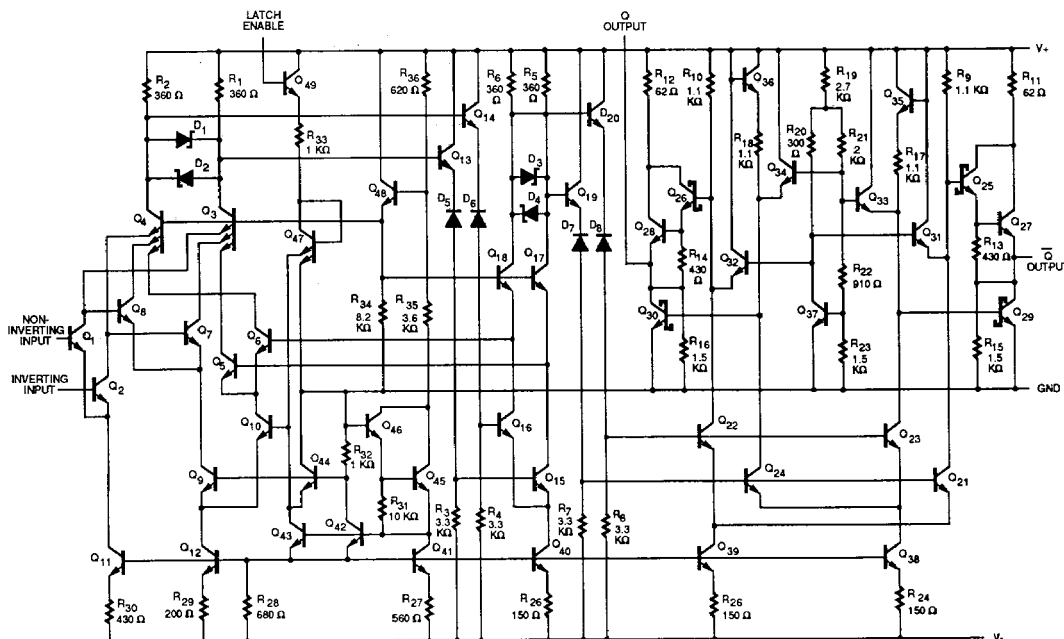 LATCH
ENABLE
Q
OUTPUT
V+
R2
360 Ω
R1
360 Ω
Q49
R36
620 Ω
R6
360
Ω
R5
360
Ω
R12
62Ω
R10
1.1
KΩ
Q36
R19
2.7
KΩ
Q35
R9
1.1 KΩ
R11
62 Ω
D1
D2
R33
1 KΩ
Q14
Q13
D20
R18
1.1
KΩ
R20
300
Ω
R21
2
KΩ
R17
1.1
KΩ
Q34
Q33
Q25
Q4
Q3
Q47
Q48
D5
D6
D3
D4
Q19
D7
D8
Q26
Q28
R14
430
Ω
Q32
Q31
Q27
R13
430 Ω
Q
OUTPUT
Q8
Q7
Q6
Q5
R34
8.2
KΩ
R35
3.6
KΩ
Q18
Q17
Q30
R16
1.5
KΩ
Q37
R22
910 Ω
R23
1.5
KΩ
Q29
R15
1.5
KΩ
NON-
INVERTING
INPUT
Q1
INVERTING
INPUT
Q2
GND
Q10
Q46
R32
1 KΩ
Q16
Q22
Q23
Q9
Q44
Q45
R31
10 KΩ
Q15
Q24
Q21
R3
3.3
KΩ
R4
3.3
KΩ
R7
3.3
KΩ
R8
3.3
KΩ
Q43
Q42
Q11
Q12
Q41
Q40
Q39
Q38
R30
430 Ω
R29
200 Ω
R28
680 Ω
R27
560 Ω
R26
150 Ω
R26
150 Ω
R24
150 Ω
V-